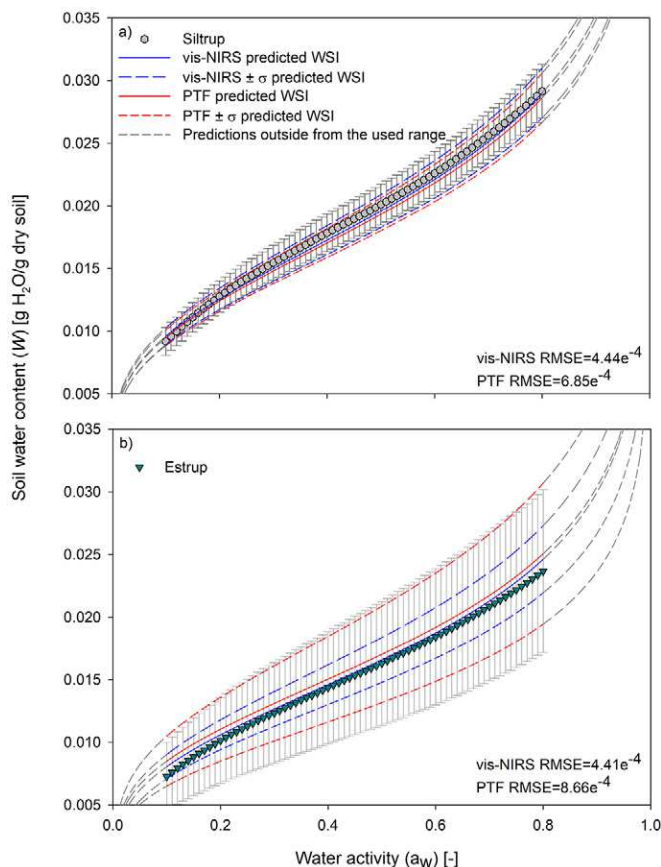 0.035
a)
Siltrup
vis-NIRS predicted WSI
0.030
vis-NIRS ± σ predicted WSI
PTF predicted WSI
PTF ± σ predicted WSI
0.025
Predictions outside from the used range
0.020
0.015
0.010
vis-NIRS RMSE=4.44e-4
PTF RMSE=6.85e-4
0.005
Soil water content (W) [g H2O/g dry soil]
0.035
b)
Estrup
0.030
0.025
0.020
0.015
0.010
vis-NIRS RMSE=4.41e-4
PTF RMSE=8.66e-4
0.005
0.0 0.2 0.4 0.6 0.8 1.0
Water activity (aw) [-]